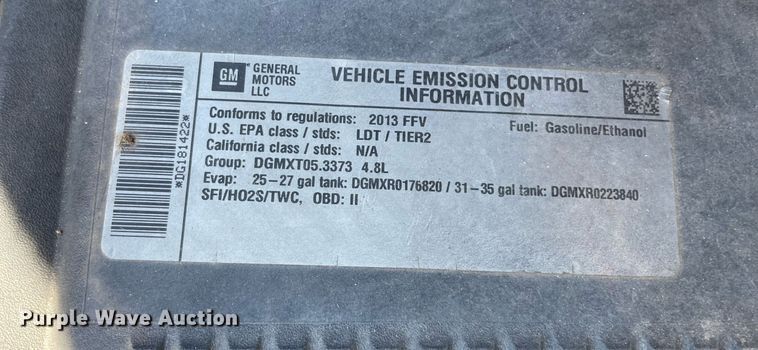 *DG181422*
GM
GENERAL
MOTORS
LLC
VEHICLE EMISSION CONTROL
INFORMATION
Conforms to regulations: 2013 FFV
Fuel: Gasoline/Ethanol
U.S. EPA class / stds: LDT / TIER2
California class / stds: N/A
Group: DGMXT05.3373 4.8L
Evap: 25-27 gal tank: DGMXR0176820 / 31-35 gal tank: DGMXR0223840
SFI/HO2S/TWC, OBD: II
Purple Wave Auction